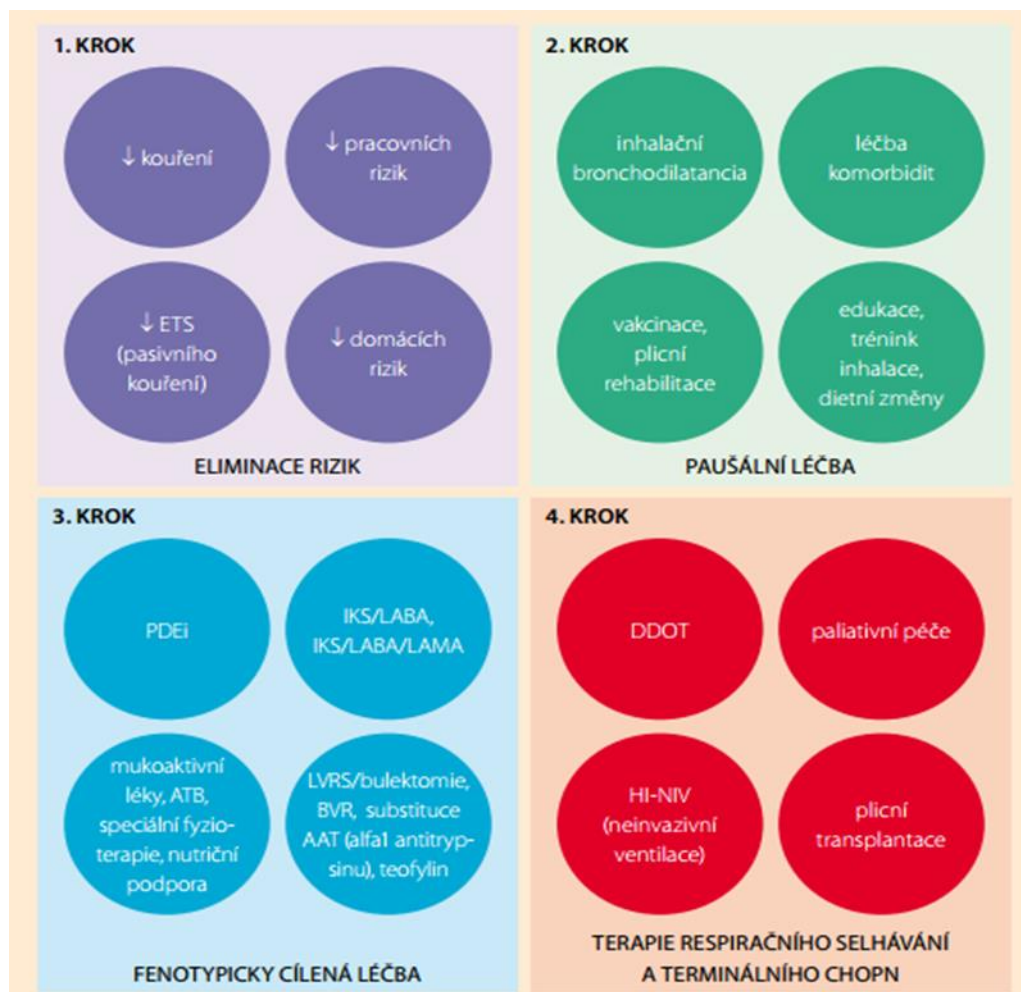 1. KROK
↓ kouření
↓ pracovních
rizik
↓ ETS
(pasivního
kouření)
↓ domácích
rizik
ELIMINACE RIZIK
2. KROK
inhalační
bronchodilatancia
léčba
komorbidit
vakcinace,
plicní
rehabilitace
edukace,
trénink
inhalace,
dietní změny
PAUŠÁLNÍ LÉČBA
3. KROK
PDEi
IKS/LABA,
IKS/LABA/LAMA
mukoaktivní
léky, ATB,
speciální fyzio-
terapie, nutriční
podpora
LVRS/bulektomie,
BVR, substituce
AAT (alfa1 antitryp-
sinu), teofylin
FENOTYPICKY CÍLENÁ LÉČBA
4. KROK
DDOT
paliativní péče
HI-NIV
(neinvazivní
ventilace)
plicní
transplantace
TERAPIE RESPIRAČNÍHO SELHÁVÁNÍ
A TERMINÁLNÍHO CHOPN